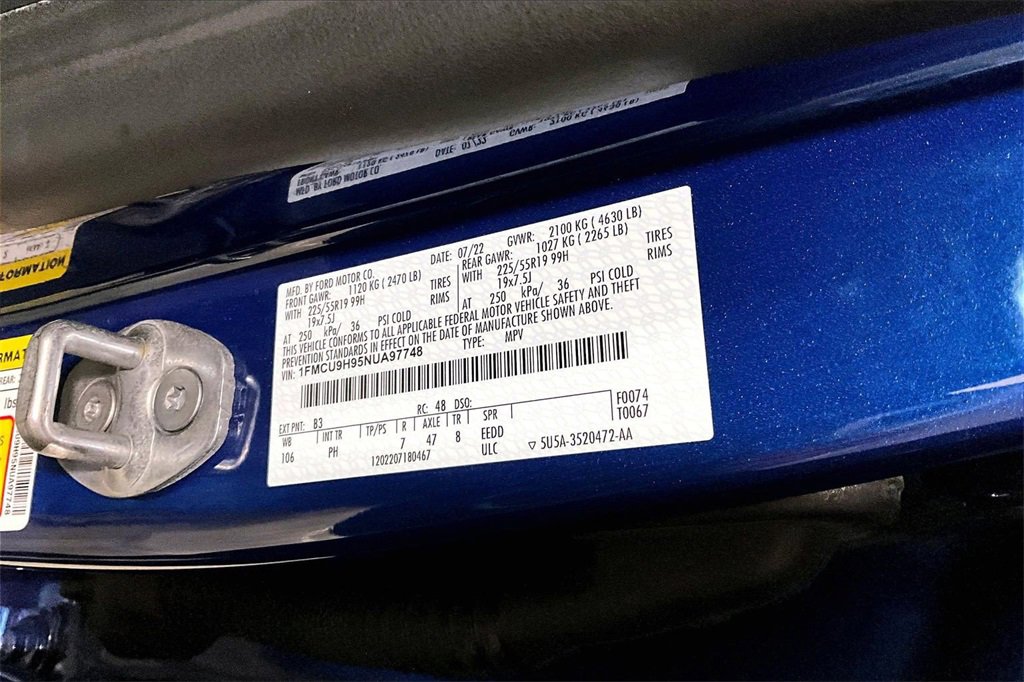 MFD. BY FORD MOTOR CO.
DATE: 07/22 GVWR: 2100 KG ( 4630 LB)
FRONT GAWR: 1120 KG ( 2470 LB)
REAR GAWR: 1027 KG ( 2265 LB)
WITH 225/55R19 99H TIRES
WITH 225/55R19 99H TIRES
19x7.5J RIMS
19x7.5J RIMS
AT 250 kPa/ 36 PSI COLD
AT 250 kPa/ 36 PSI COLD
THIS VEHICLE CONFORMS TO ALL APPLICABLE FEDERAL MOTOR VEHICLE SAFETY AND THEFT
PREVENTION STANDARDS IN EFFECT ON THE DATE OF MANUFACTURE SHOWN ABOVE.
VIN: 1FMCU9H95NUA97748 TYPE: MPV
F0074
T0067
EXT PNT: B3 RC: 48 DSO:
WB INT TR TP/PS R AXLE TR SPR
106 PH 7 47 8 EEDD
1202207180467 ULC ▽ 5U5A-3520472-AA
REAR
lbs